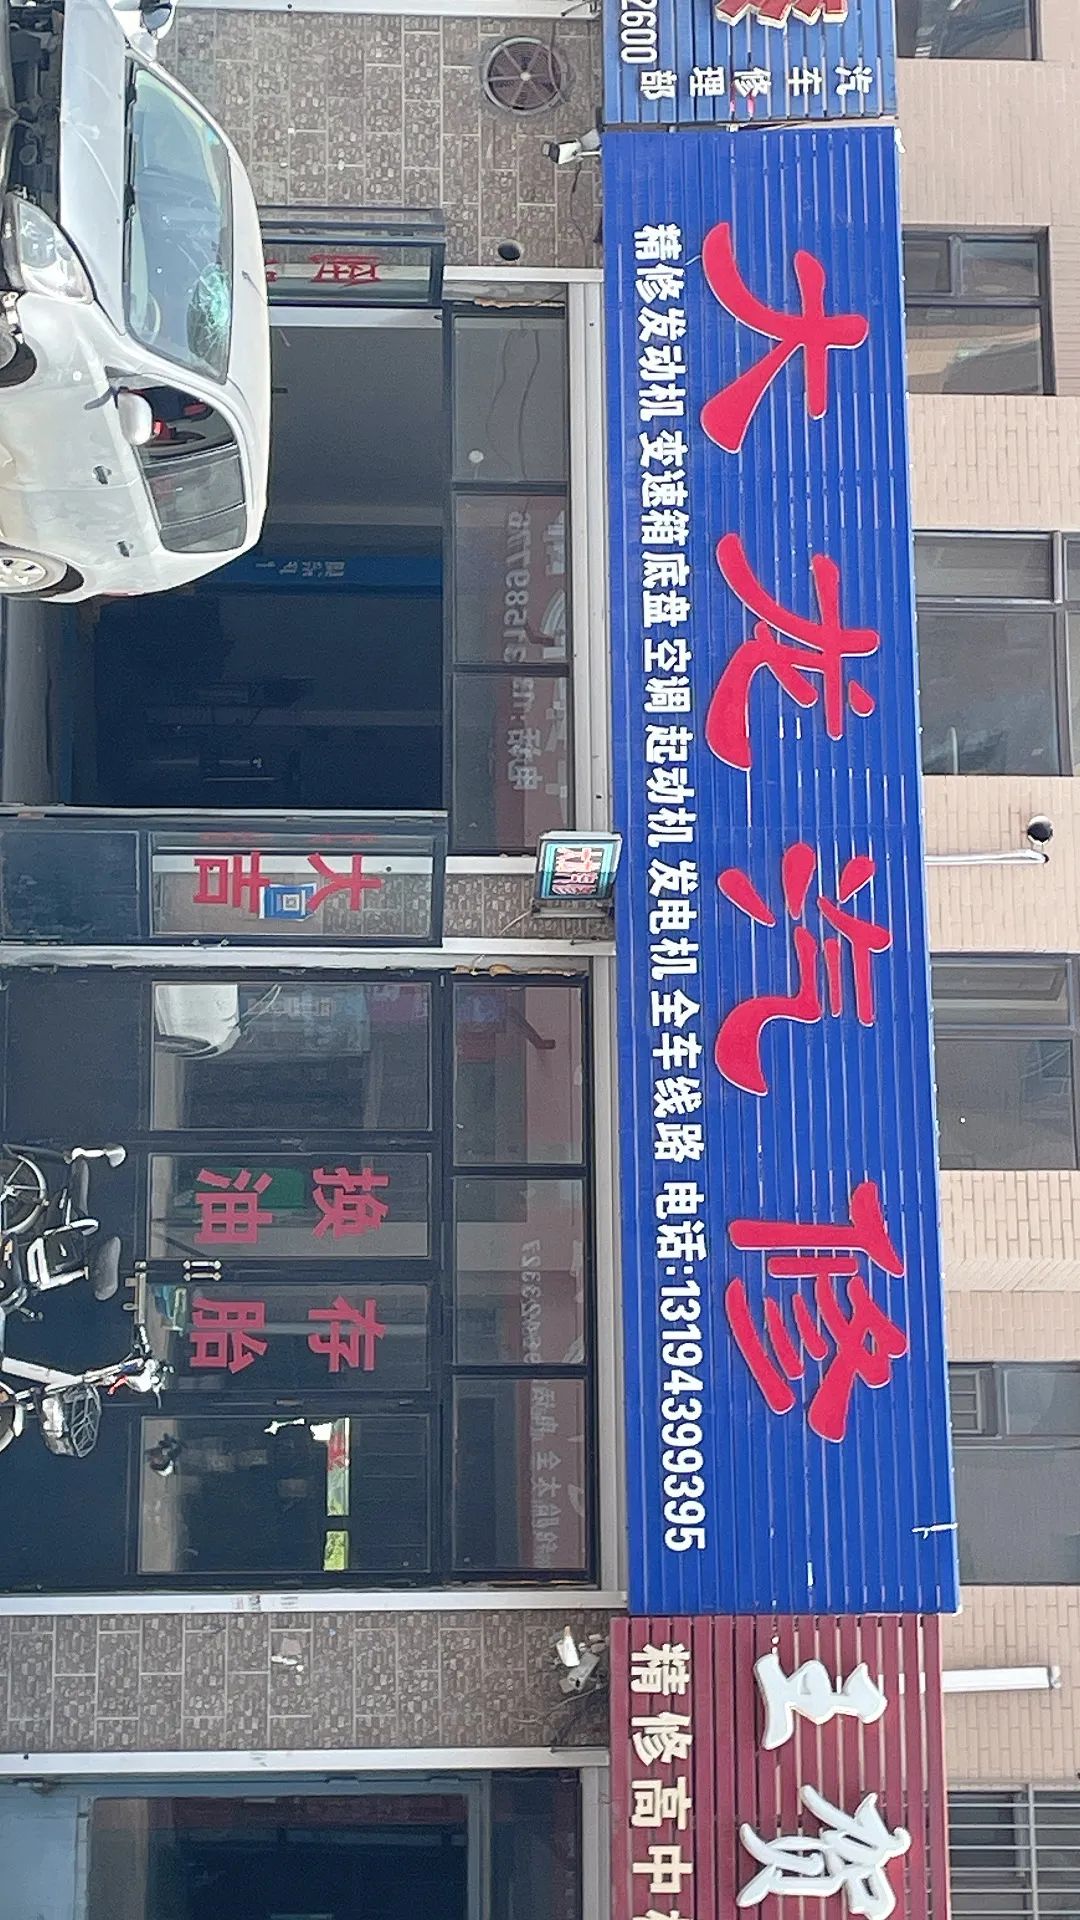 2600
汽车修理部
大龙汽修
精修发动机 变速箱 底盘 空调 起动机 发电机 全车线路 电话:13194399395
王贺
精修高中
大吉
换油
存胎